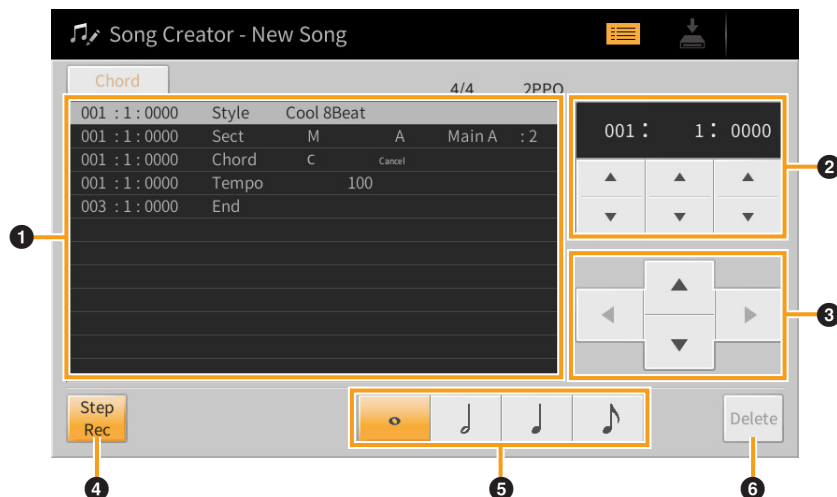 Song Creator - New Song
Chord
4/4 2PPQ
001 : 1 : 0000 Style Cool 8Beat
001 : 1 : 0000 Sect M A Main A : 2
001 : 1 : 0000 Chord C Cancel
001 : 1 : 0000 Tempo 100
003 : 1 : 0000 End
001 : 1 : 0000
2
1
3
Step
Rec
Delete
4
5
6